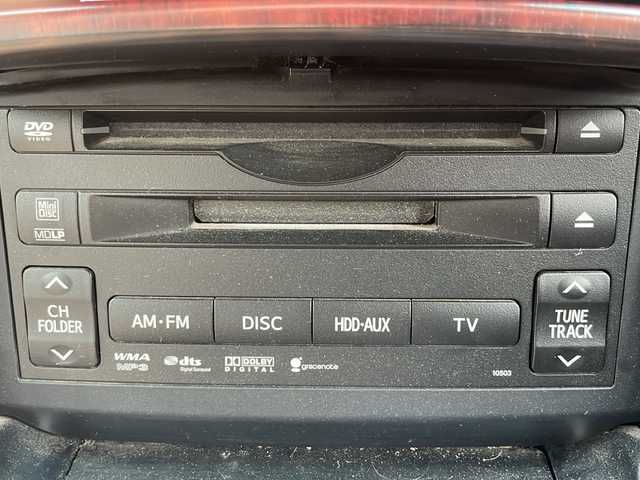 DVD
VIDEO
Mini
Disc
MDLP
CH
FOLDER
AM·FM
DISC
HDD·AUX
TV
TUNE
TRACK
WMA
MP3
dts
Digital Surround
DOLBY
DIGITAL
gracenote
10503